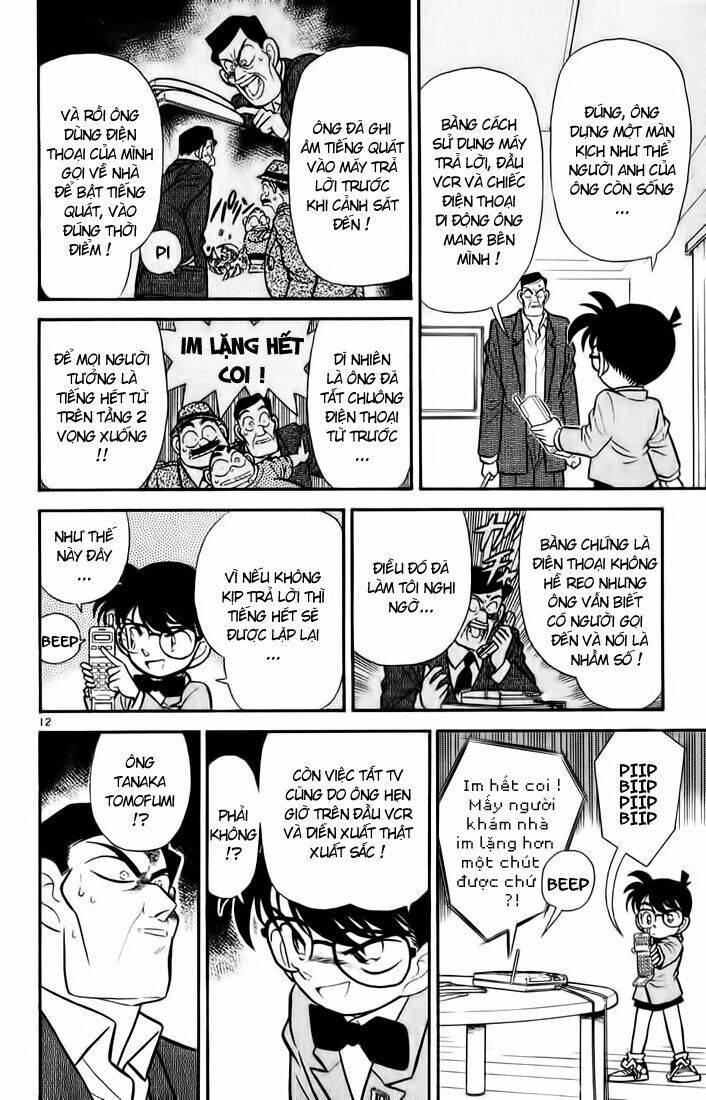 ĐÚNG, ÔNG
DỰNG MỘT MÀN
KỊCH NHƯ THỂ
NGƯỜI ANH CỦA
ÔNG CÒN SỐNG
...
BẰNG CÁCH
SỬ DỤNG MÁY
TRẢ LỜI, ĐẦU
VCR VÀ CHIẾC
ĐIỆN THOẠI
DI ĐỘNG ÔNG
MANG BÊN
MÌNH !
ÔNG ĐÃ GHI
ÂM TIẾNG QUÁT
VÀO MÁY TRẢ
LỜI TRƯỚC
KHI CẢNH SÁT
ĐẾN !
VÀ RỒI ÔNG
DÙNG ĐIỆN
THOẠI CỦA MÌNH
GỌI VỀ NHÀ
ĐỂ BẬT TIẾNG
QUÁT, VÀO
ĐÚNG THỜI
ĐIỂM !
PI
DĨ NHIÊN
LÀ ÔNG ĐÃ
TẮT CHUÔNG
ĐIỆN THOẠI
TỪ TRƯỚC
...
IM LẶNG HẾT
COI !
ĐỂ MỌI NGƯỜI
TƯỞNG LÀ
TIẾNG HÉT TỪ
TRÊN TẦNG 2
VỌNG XUỐNG
!!
BẰNG CHỨNG LÀ
ĐIỆN THOẠI KHÔNG
HỀ REO NHƯNG
ÔNG VẪN BIẾT
CÓ NGƯỜI GỌI
ĐẾN VÀ NÓI LÀ
NHẦM SỐ !
ガチャ
ĐIỀU ĐÓ ĐÃ
LÀM TÔI NGHI
NGỜ...
VÌ NẾU KHÔNG
KỊP TRẢ LỜI THÌ
TIẾNG HÉT SẼ
ĐƯỢC LẬP LẠI
...
NHƯ THẾ
NÀY ĐÂY
...
BEEP
12
PIIP
BIIP
PIIP
BIIP
Im hết coi !
Mấy người
khám nhà
im lặng hơn
một chút
được chứ
?!
BEEP
CÒN VIỆC TẮT TV
CŨNG DO ÔNG HẸN
GIỜ TRÊN ĐẦU VCR
VÀ DIỄN XUẤT THẬT
XUẤT SẮC !
PHẢI
KHÔNG
!?
ÔNG
TANAKA
TOMOFUMI
!?